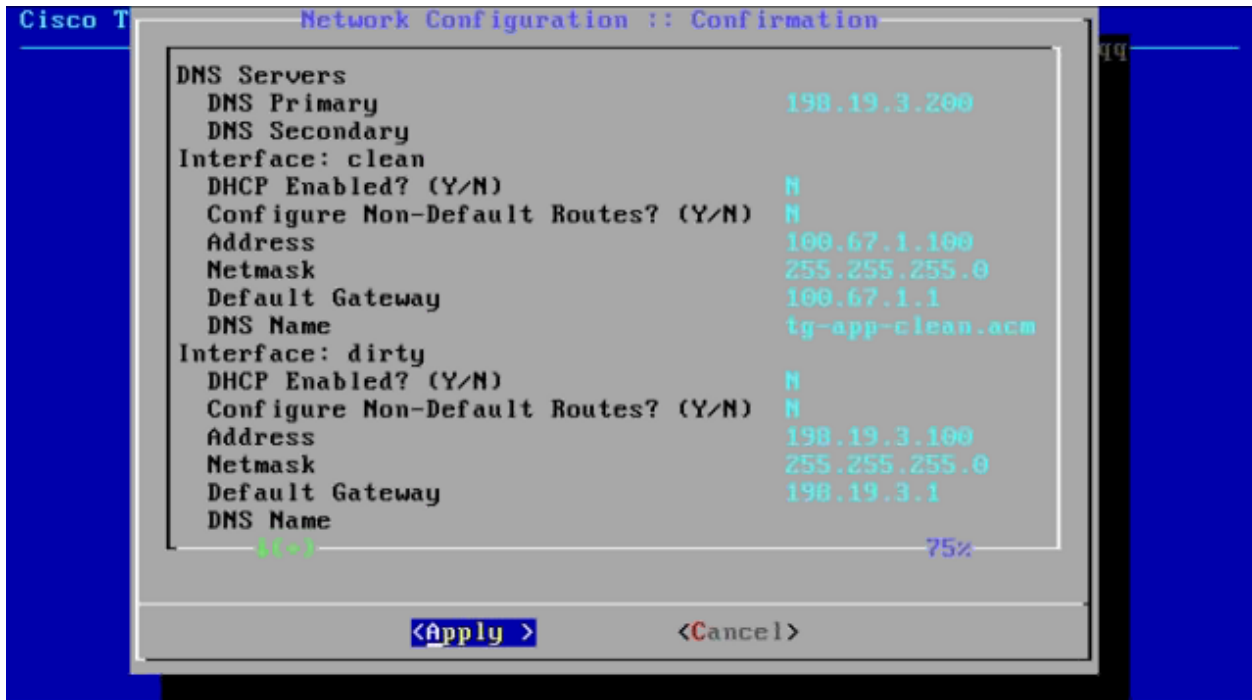 Cisco T
Network Configuration :: Confirmation
qq
DNS Servers
DNS Primary 198.19.3.200
DNS Secondary
Interface: clean
DHCP Enabled? (Y/N) N
Configure Non-Default Routes? (Y/N) N
Address 100.67.1.100
Netmask 255.255.255.0
Default Gateway 100.67.1.1
DNS Name tg-app-clean.acm
Interface: dirty
DHCP Enabled? (Y/N) N
Configure Non-Default Routes? (Y/N) N
Address 198.19.3.100
Netmask 255.255.255.0
Default Gateway 198.19.3.1
DNS Name
↓(+) 75%
<Apply > <Cancel>